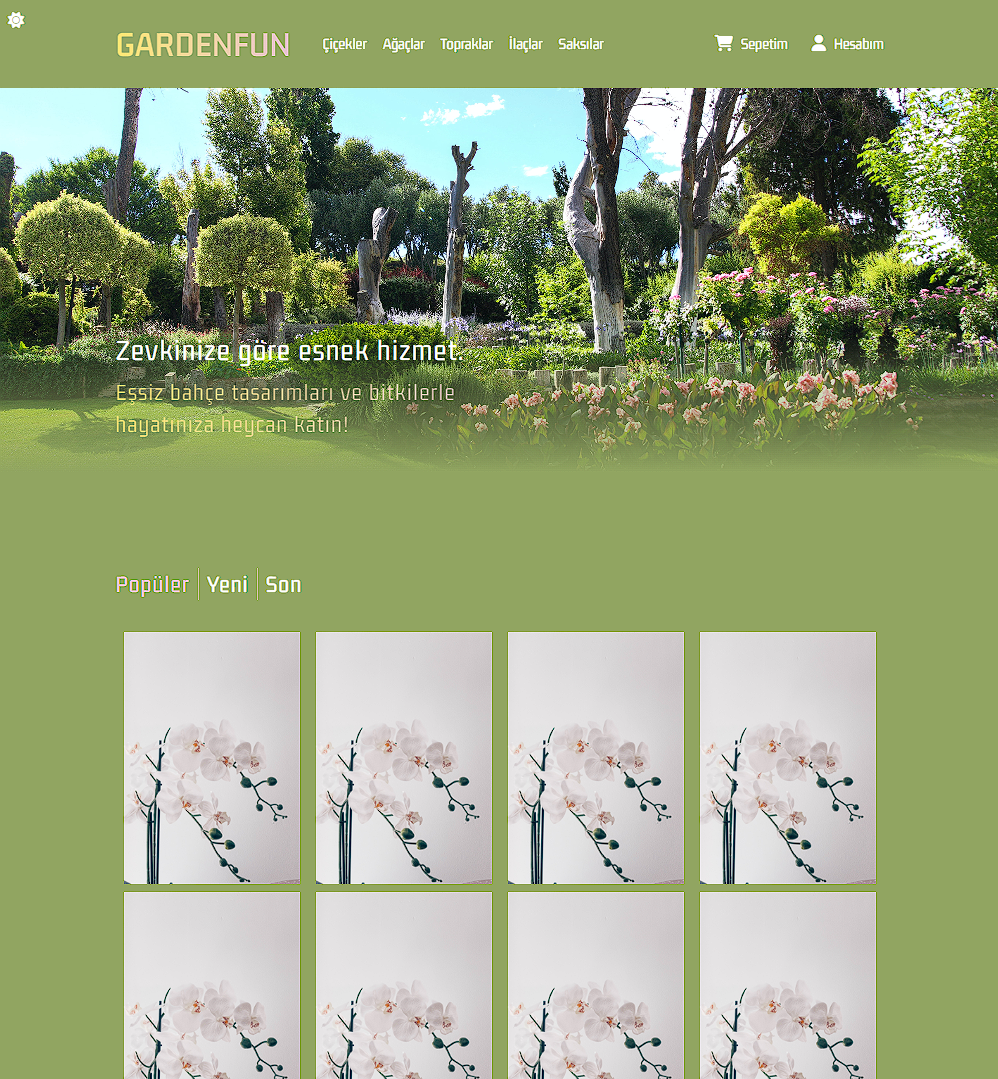 GARDENFUN
Çiçekler Ağaçlar Topraklar İlaçlar Saksılar
Sepetim Hesabım
Zevkinize göre esnek hizmet.
Eşsiz bahçe tasarımları ve bitkilerle
hayatınıza heycan katın!
Popüler Yeni Son